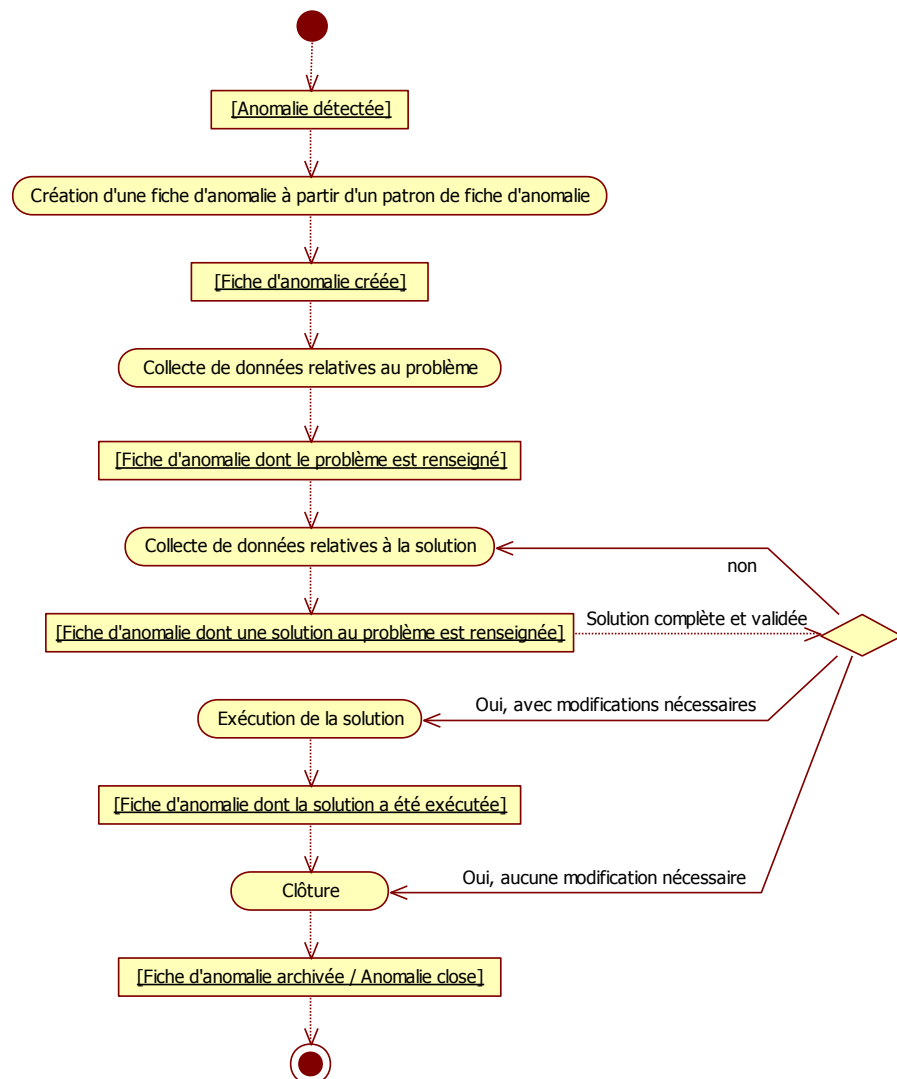 [Anomalie détectée]
Création d'une fiche d'anomalie à partir d'un patron de fiche d'anomalie
[Fiche d'anomalie créée]
Collecte de données relatives au problème
[Fiche d'anomalie dont le problème est renseigné]
Collecte de données relatives à la solution
non
[Fiche d'anomalie dont une solution au problème est renseignée]
Solution complète et validée
Exécution de la solution
Oui, avec modifications nécessaires
[Fiche d'anomalie dont la solution a été exécutée]
Clôture
Oui, aucune modification nécessaire
[Fiche d'anomalie archivée / Anomalie close]